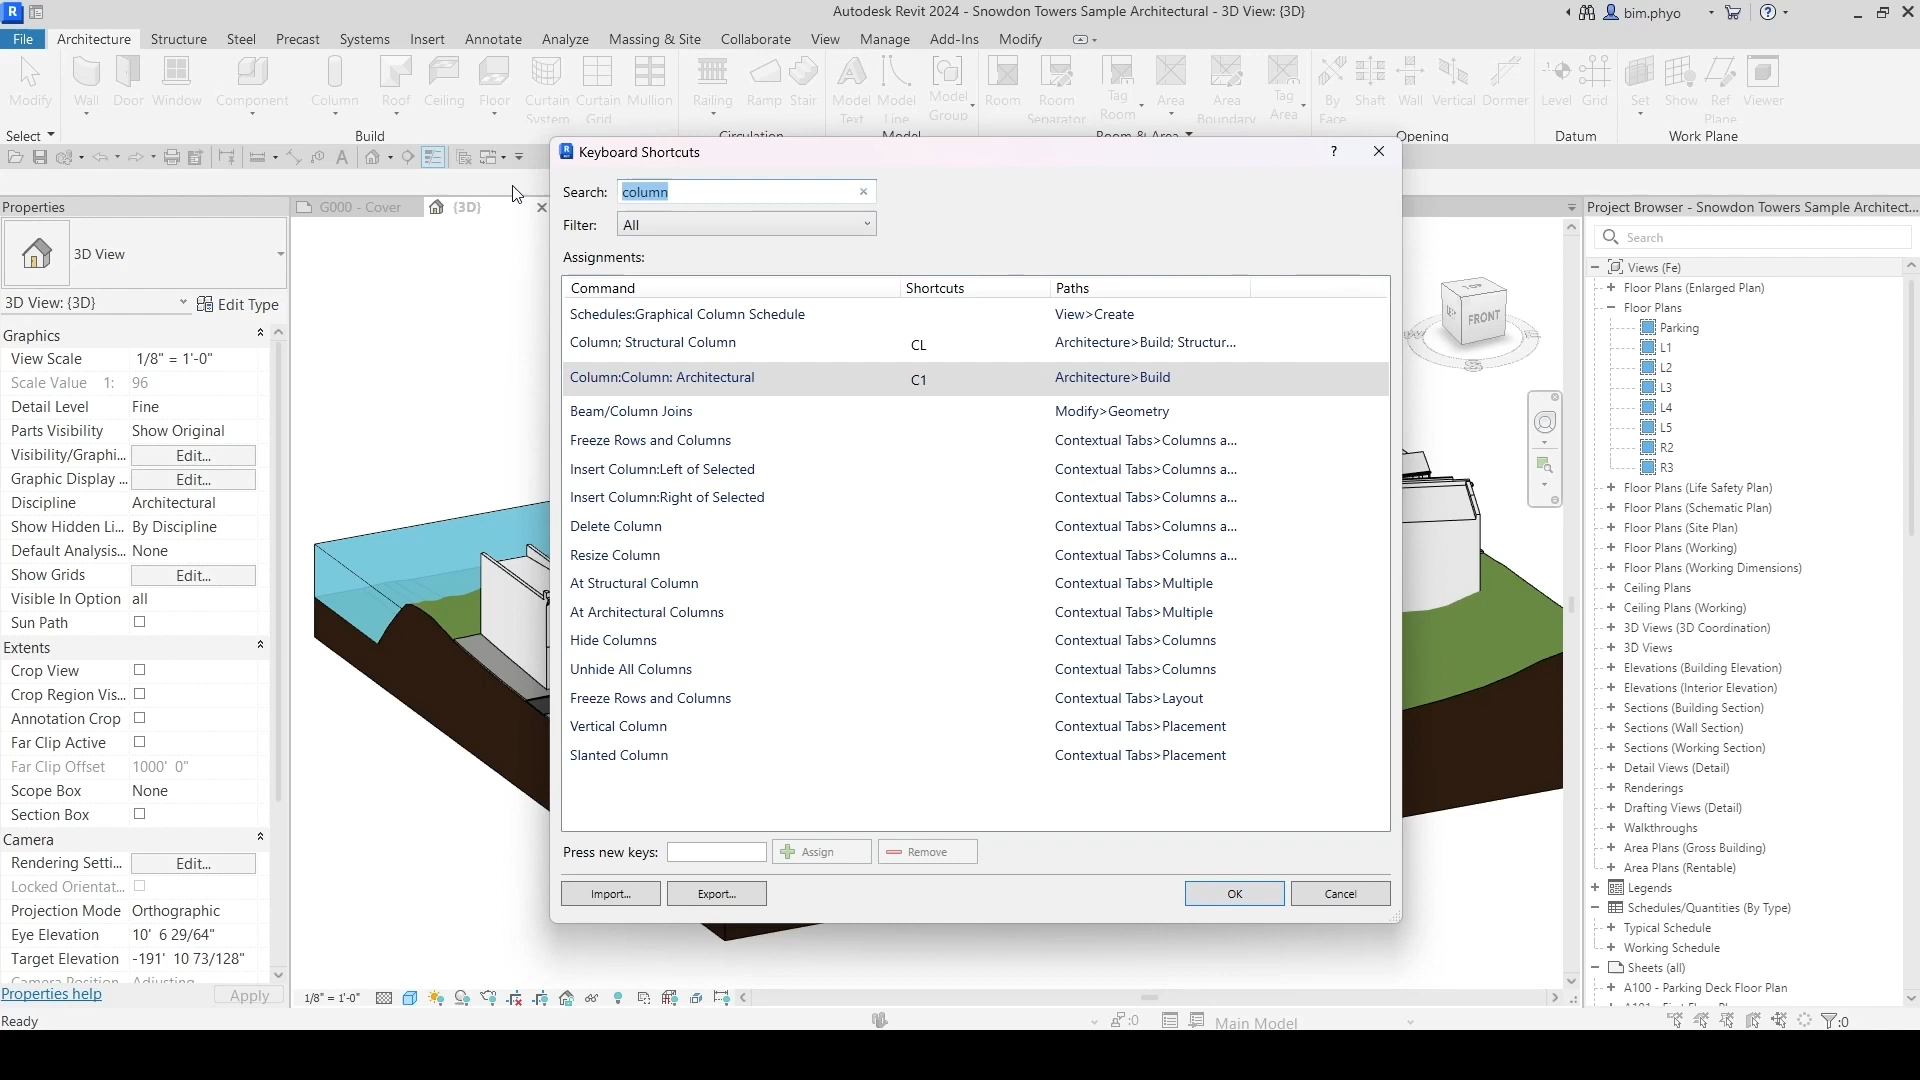 Autodesk Revit 2024 - Snowdon Towers Sample Architectural - 3D View: {3D}
bim.phyo
File Architecture Structure Steel Precast Systems Insert Annotate Analyze Massing & Site Collaborate View Manage Add-Ins Modify
Modify Wall Door Window Component Column Roof Ceiling Floor Curtain System Curtain Grid Mullion Railing Ramp Stair Model Text Model Line Model Group Room Room Separator Tag Room Area Area Boundary Tag Area By Face Shaft Wall Vertical Dormer Level Grid Set Show Ref Plane Viewer
Select Build Circulation Model Room & Area Opening Datum Work Plane
Keyboard Shortcuts
Search: column
Filter: All
Assignments:
Command Shortcuts Paths
Schedules:Graphical Column Schedule View>Create
Column; Structural Column CL Architecture>Build; Structur...
Column:Column: Architectural C1 Architecture>Build
Beam/Column Joins Modify>Geometry
Freeze Rows and Columns Contextual Tabs>Columns a...
Insert Column:Left of Selected Contextual Tabs>Columns a...
Insert Column:Right of Selected Contextual Tabs>Columns a...
Delete Column Contextual Tabs>Columns a...
Resize Column Contextual Tabs>Columns a...
At Structural Column Contextual Tabs>Multiple
At Architectural Columns Contextual Tabs>Multiple
Hide Columns Contextual Tabs>Columns
Unhide All Columns Contextual Tabs>Columns
Freeze Rows and Columns Contextual Tabs>Layout
Vertical Column Contextual Tabs>Placement
Slanted Column Contextual Tabs>Placement
Press new keys: Assign Remove
Import... Export... OK Cancel
Properties
G000 - Cover {3D}
3D View
3D View: {3D} Edit Type
Graphics
View Scale 1/8" = 1'-0"
Scale Value 1: 96
Detail Level Fine
Parts Visibility Show Original
Visibility/Graphi... Edit...
Graphic Display ... Edit...
Discipline Architectural
Show Hidden Li... By Discipline
Default Analysis... None
Show Grids Edit...
Visible In Option all
Sun Path
Extents
Crop View
Crop Region Vis...
Annotation Crop
Far Clip Active
Far Clip Offset 1000' 0"
Scope Box None
Section Box
Camera
Rendering Setti... Edit...
Locked Orientat...
Projection Mode Orthographic
Eye Elevation 10' 6 29/64"
Target Elevation -191' 10 73/128"
Camera Position Adjusting
Properties help Apply
1/8" = 1'-0"
Ready
:0
Main Model
:0
TOP
FRONT
Project Browser - Snowdon Towers Sample Architect...
Search
Views (Fe)
Floor Plans (Enlarged Plan)
Floor Plans
Parking
L1
L2
L3
L4
L5
R2
R3
Floor Plans (Life Safety Plan)
Floor Plans (Schematic Plan)
Floor Plans (Site Plan)
Floor Plans (Working)
Floor Plans (Working Dimensions)
Ceiling Plans
Ceiling Plans (Working)
3D Views (3D Coordination)
3D Views
Elevations (Building Elevation)
Elevations (Interior Elevation)
Sections (Building Section)
Sections (Wall Section)
Sections (Working Section)
Detail Views (Detail)
Renderings
Drafting Views (Detail)
Walkthroughs
Area Plans (Gross Building)
Area Plans (Rentable)
Legends
Schedules/Quantities (By Type)
Typical Schedule
Working Schedule
Sheets (all)
A100 - Parking Deck Floor Plan